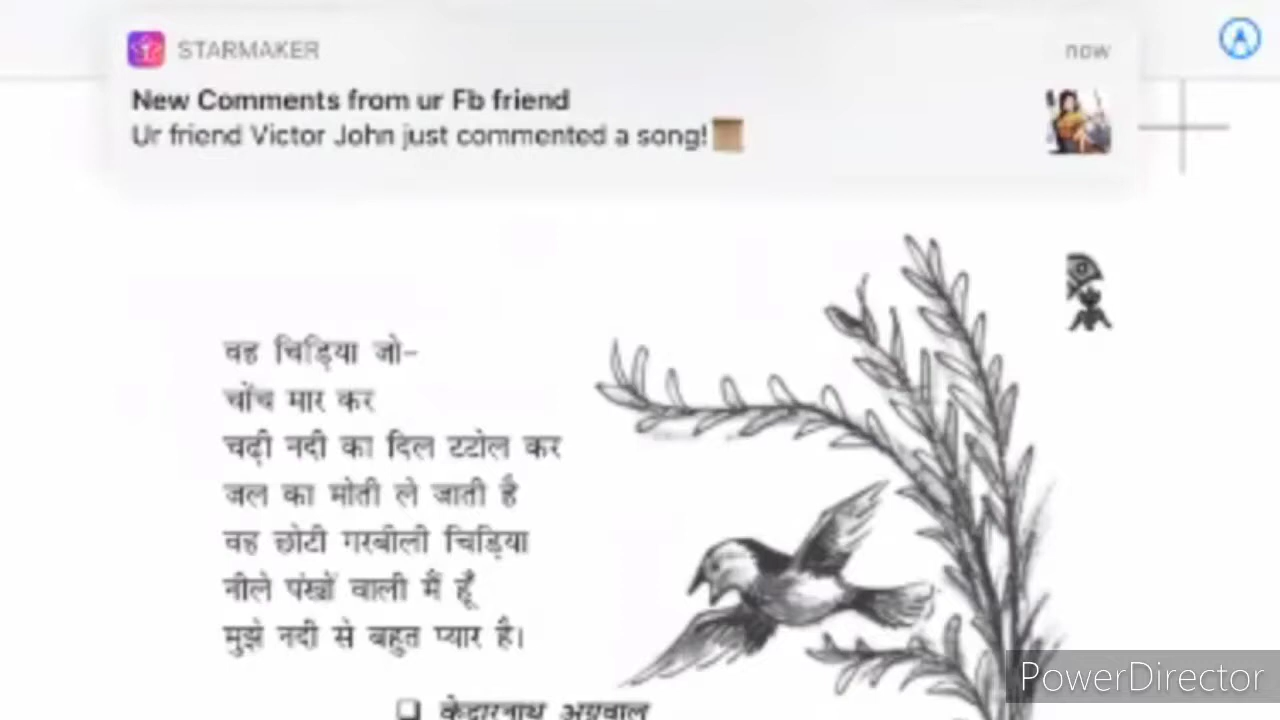 STARMAKER
now
New Comments from ur Fb friend
Ur friend Victor John just commented a song!
वह चिड़िया जो-
चोंच मार कर
चढ़ी नदी का दिल टटोल कर
जल का मोती ले जाती है
वह छोटी गरबीली चिड़िया
नीले पंखों वाली मैं हूँ
मुझे नदी से बहुत प्यार है।
❑ केदारनाथ अग्रवाल
PowerDirector